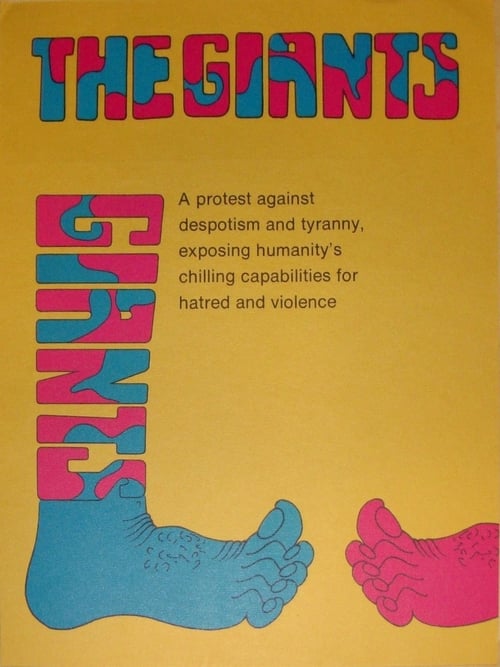 THE GIANTS
GIANTS
A protest against
despotism and tyranny,
exposing humanity's
chilling capabilities for
hatred and violence